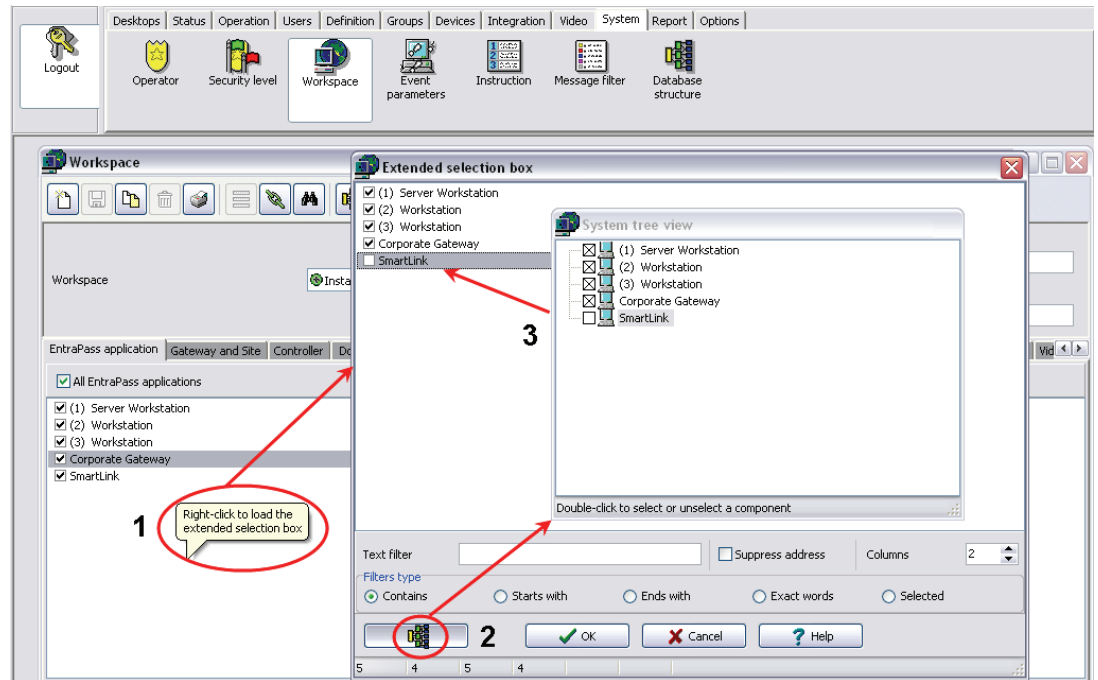 Desktops Status Operation Users Definition Groups Devices Integration Video System Report Options
Logout
Operator
Security level
Workspace
Event parameters
Instruction
Message filter
Database structure
Workspace
Workspace
Insta
EntraPass application Gateway and Site Controller Do
Vid
All EntraPass applications
(1) Server Workstation
(2) Workstation
(3) Workstation
Corporate Gateway
SmartLink
1
Right-click to load the
extended selection box
Extended selection box
(1) Server Workstation
(2) Workstation
(3) Workstation
Corporate Gateway
SmartLink
3
System tree view
(1) Server Workstation
(2) Workstation
(3) Workstation
Corporate Gateway
SmartLink
Double-click to select or unselect a component
Text filter
Suppress address
Columns 2
Filters type
Contains Starts with Ends with Exact words Selected
2
OK Cancel Help
5 4 5 4